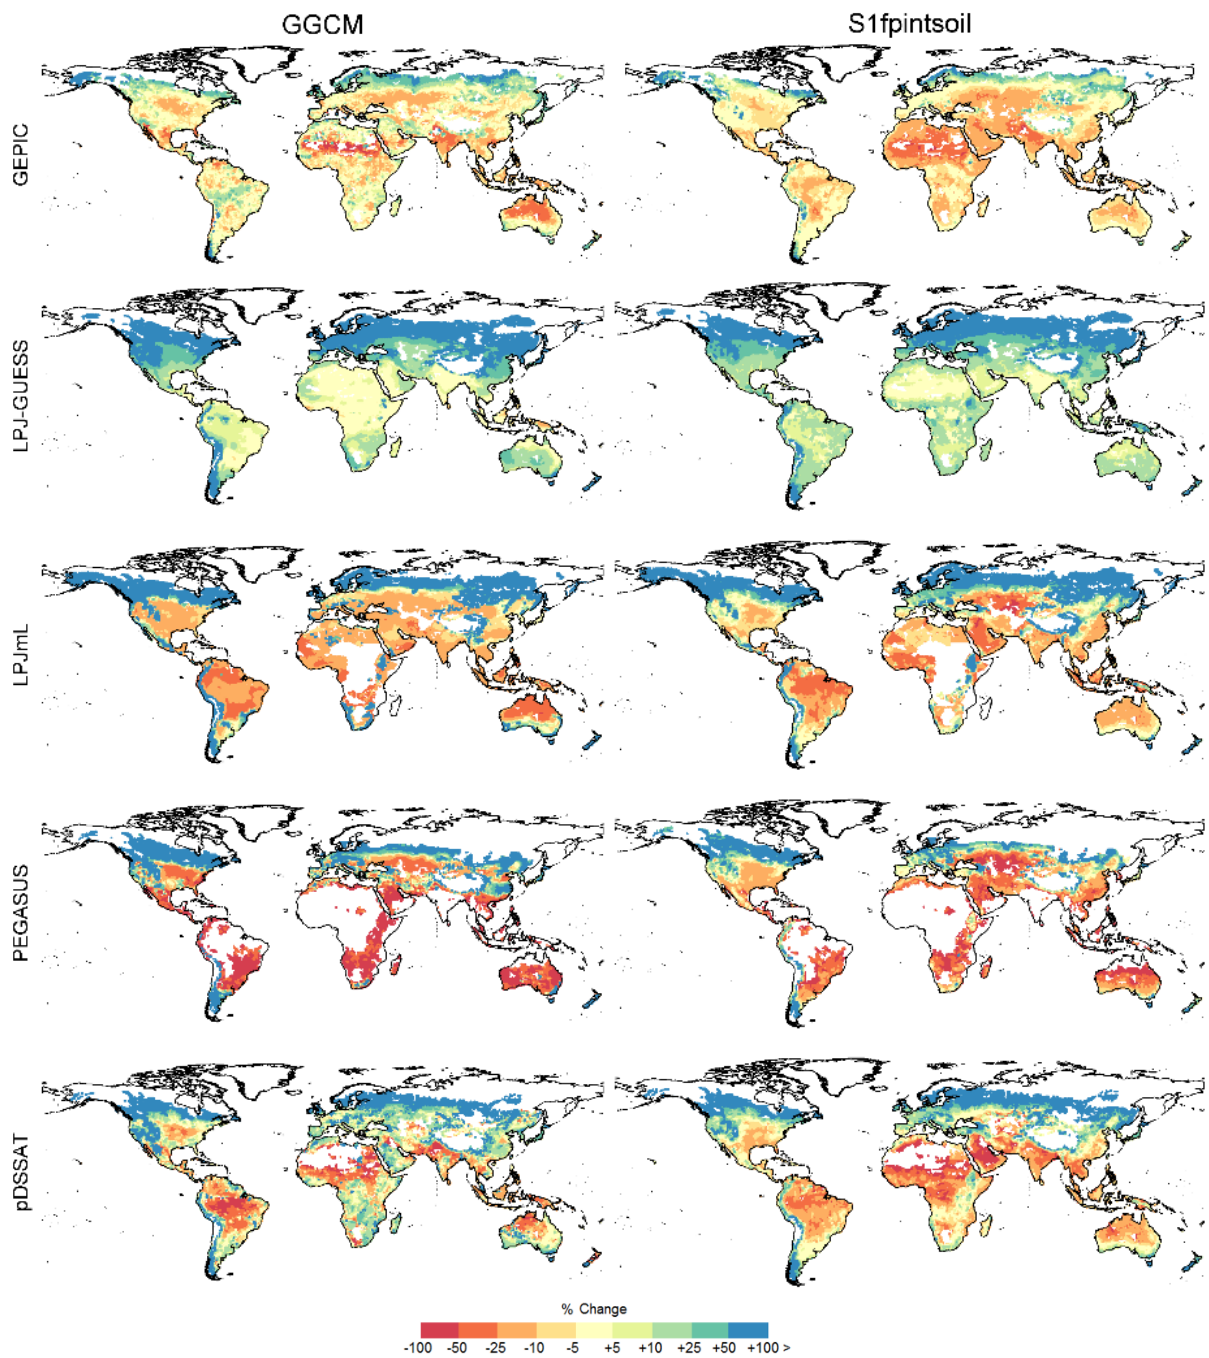 GGCM S1fpintsoil
GEPIC
LPJ-GUESS
LPJmL
PEGASUS
pDSSAT
% Change
-100 -50 -25 -10 -5 +5 +10 +25 +50 +100 >